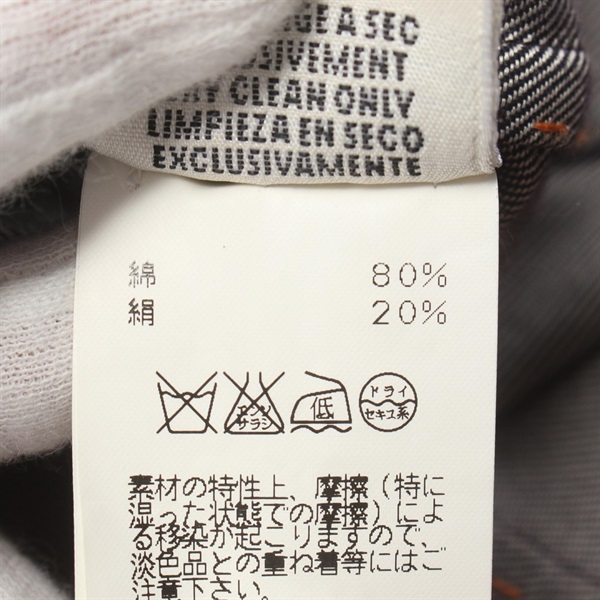 A SEC
CLEAN ONLY
LIMPIEZA EN SECO
EXCLUSIVAMENTE
綿 80%
絹 20%
エンソ サラシ 低 ドライ セキユ系
素材の特性上、摩擦(特に
湿った状態での摩擦)によ
る移染が起こりますので、
淡色品との重ね着等にはご
注意下さい。